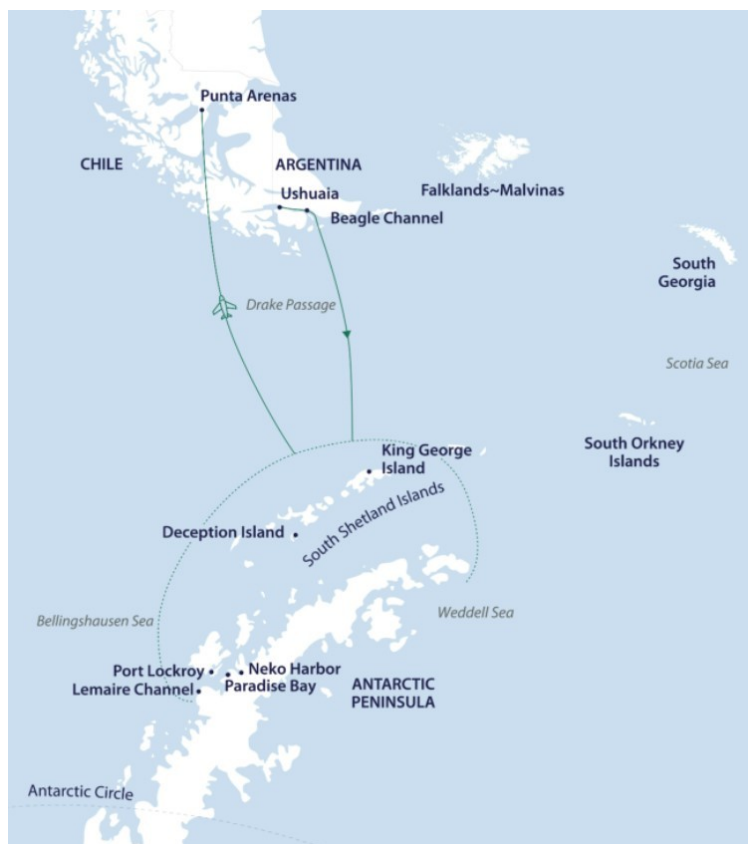 Punta Arenas
CHILE
ARGENTINA
Ushuaia
Falklands~Malvinas
Beagle Channel
South
Georgia
Drake Passage
Scotia Sea
King George
Island
South Orkney
Islands
South Shetland Islands
Deception Island
Bellingshausen Sea
Weddell Sea
Port Lockroy
Neko Harbor
Lemaire Channel
Paradise Bay
ANTARCTIC
PENINSULA
Antarctic Circle